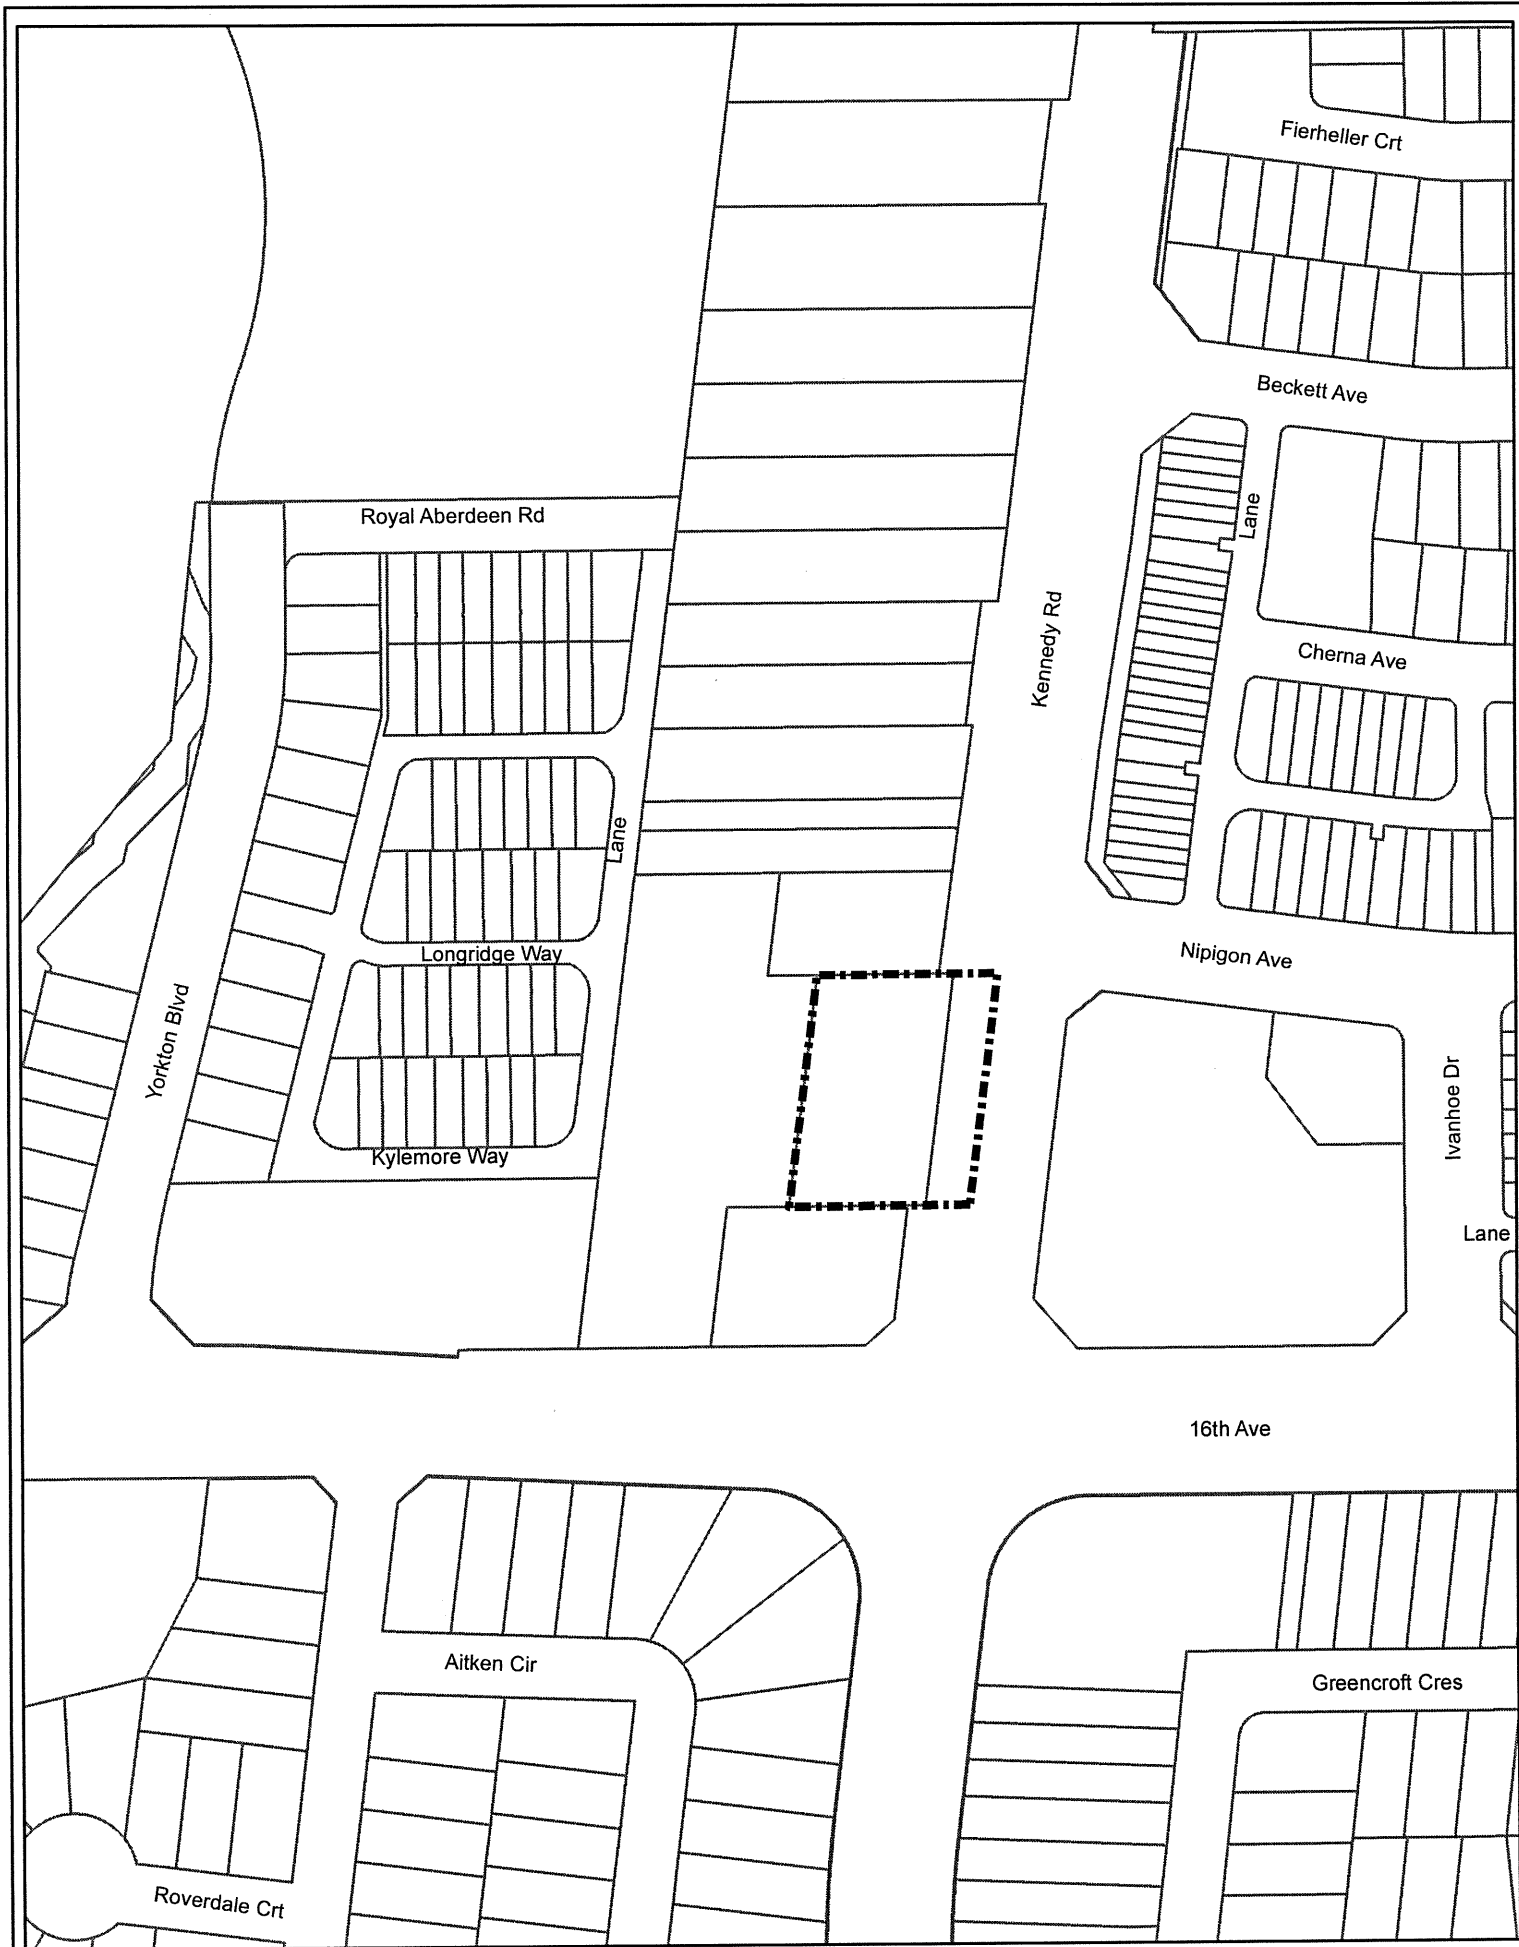 Fierheller Crt
Beckett Ave
Lane
Royal Aberdeen Rd
Kennedy Rd
Cherna Ave
Lane
Longridge Way
Nipigon Ave
Yorkton Blvd
Ivanhoe Dr
Kylemore Way
Lane
16th Ave
Aitken Cir
Greencroft Cres
Roverdale Crt